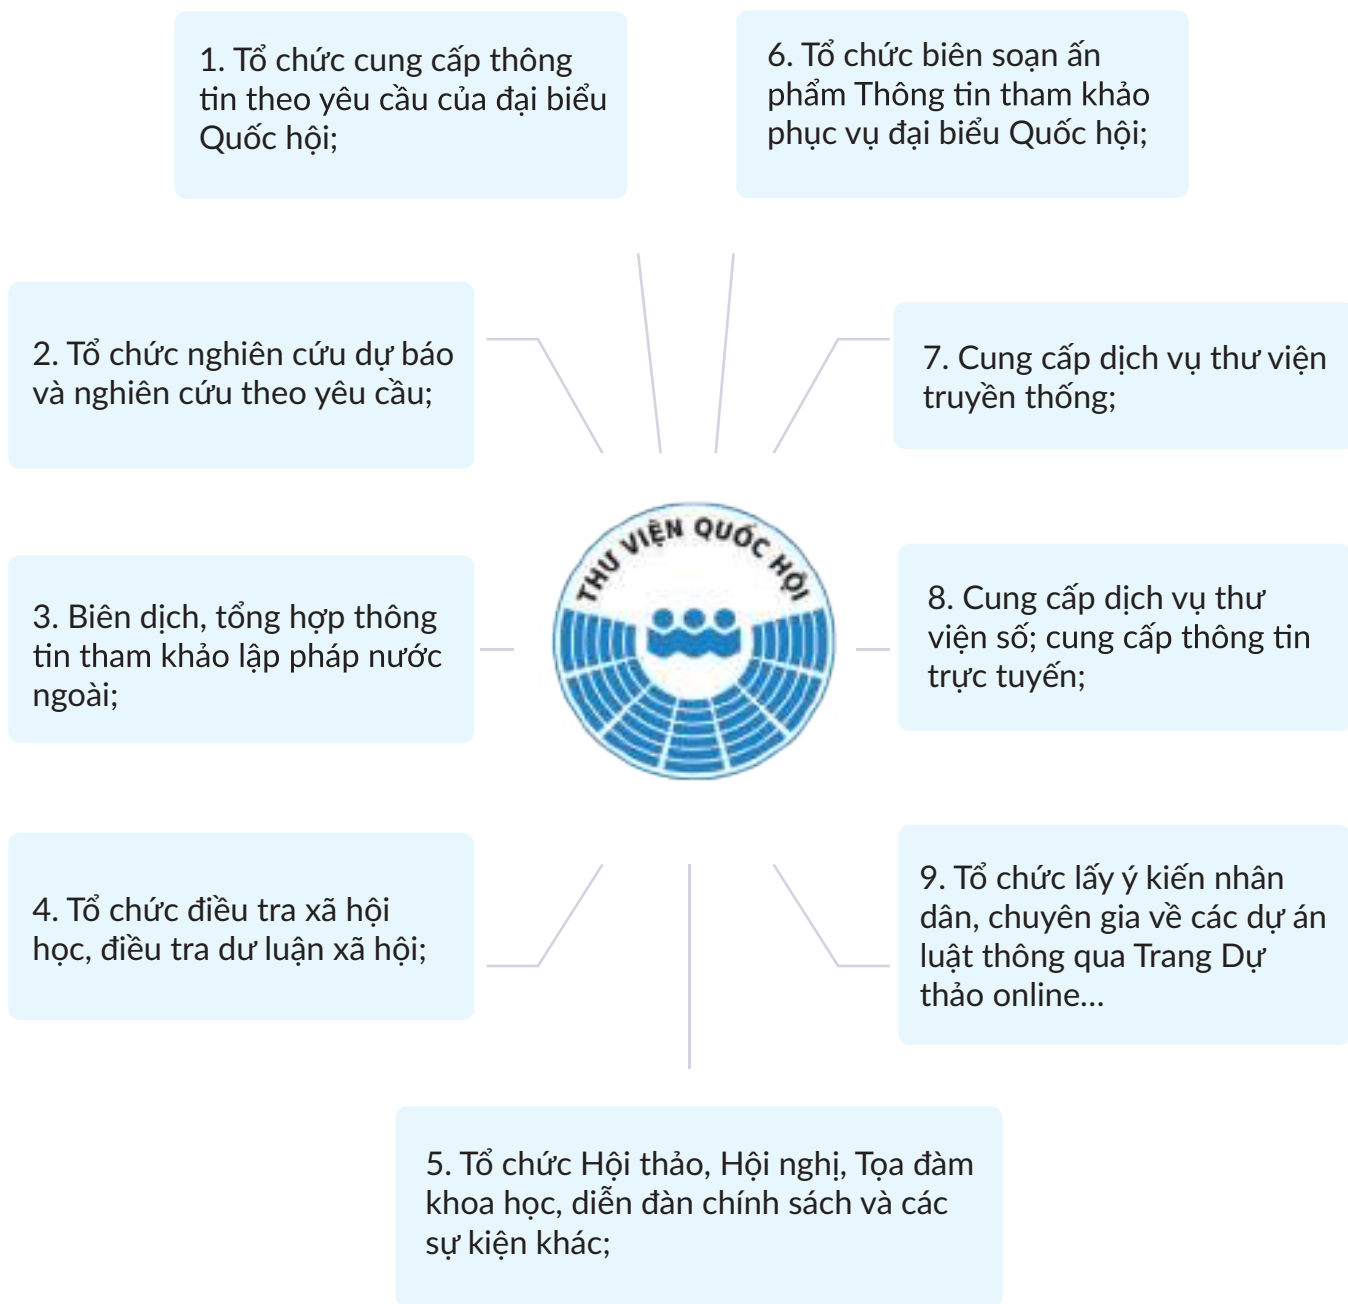 1. Tổ chức cung cấp thông
tin theo yêu cầu của đại biểu
Quốc hội;
2. Tổ chức nghiên cứu dự báo
và nghiên cứu theo yêu cầu;
3. Biên dịch, tổng hợp thông
tin tham khảo lập pháp nước
ngoài;
4. Tổ chức điều tra xã hội
học, điều tra dư luận xã hội;
5. Tổ chức Hội thảo, Hội nghị, Tọa đàm
khoa học, diễn đàn chính sách và các
sự kiện khác;
6. Tổ chức biên soạn ấn
phẩm Thông tin tham khảo
phục vụ đại biểu Quốc hội;
7. Cung cấp dịch vụ thư viện
truyền thống;
8. Cung cấp dịch vụ thư
viện số; cung cấp thông tin
trực tuyến;
9. Tổ chức lấy ý kiến nhân
dân, chuyên gia về các dự án
luật thông qua Trang Dự
thảo online...
THƯ VIỆN QUỐC HỘI